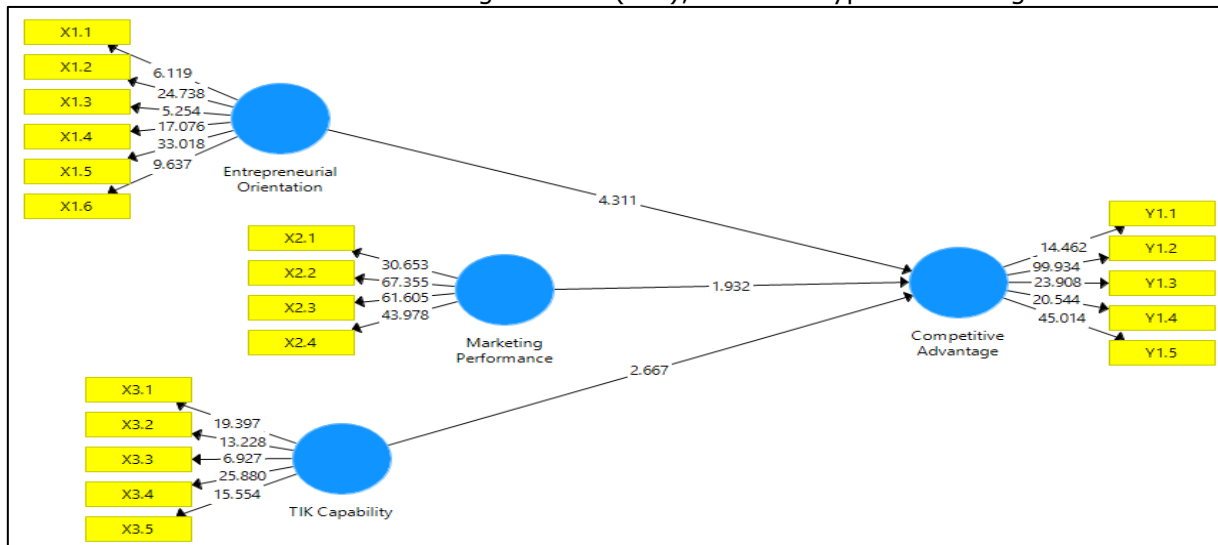 X1.1
X1.2
X1.3
X1.4
X1.5
X1.6
6.119
24.738
5.254
17.076
33.018
9.637
Entrepreneurial
Orientation
4.311
X2.1
X2.2
X2.3
X2.4
30.653
67.355
61.605
43.978
Marketing
Performance
1.932
X3.1
X3.2
X3.3
X3.4
X3.5
19.397
13.228
6.927
25.880
15.554
TIK Capability
2.667
Competitive
Advantage
14.462
99.934
23.908
20.544
45.014
Y1.1
Y1.2
Y1.3
Y1.4
Y1.5